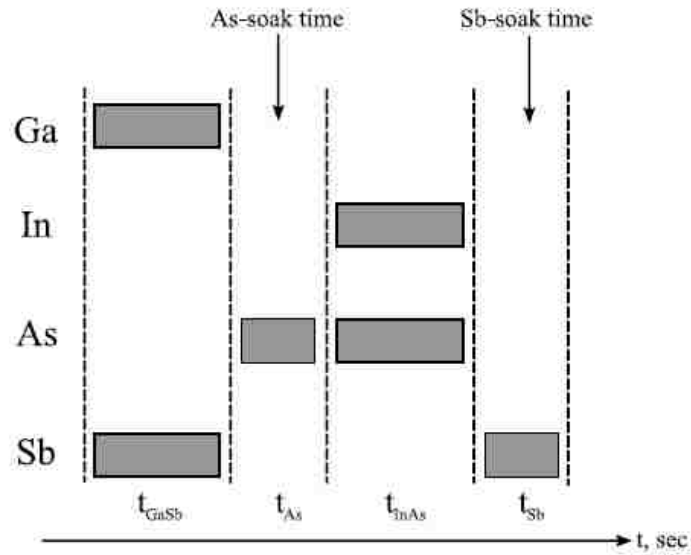 As-soak time Sb-soak time
Ga
In
As
Sb
tGaSb tAs tInAs tSb
t, sec